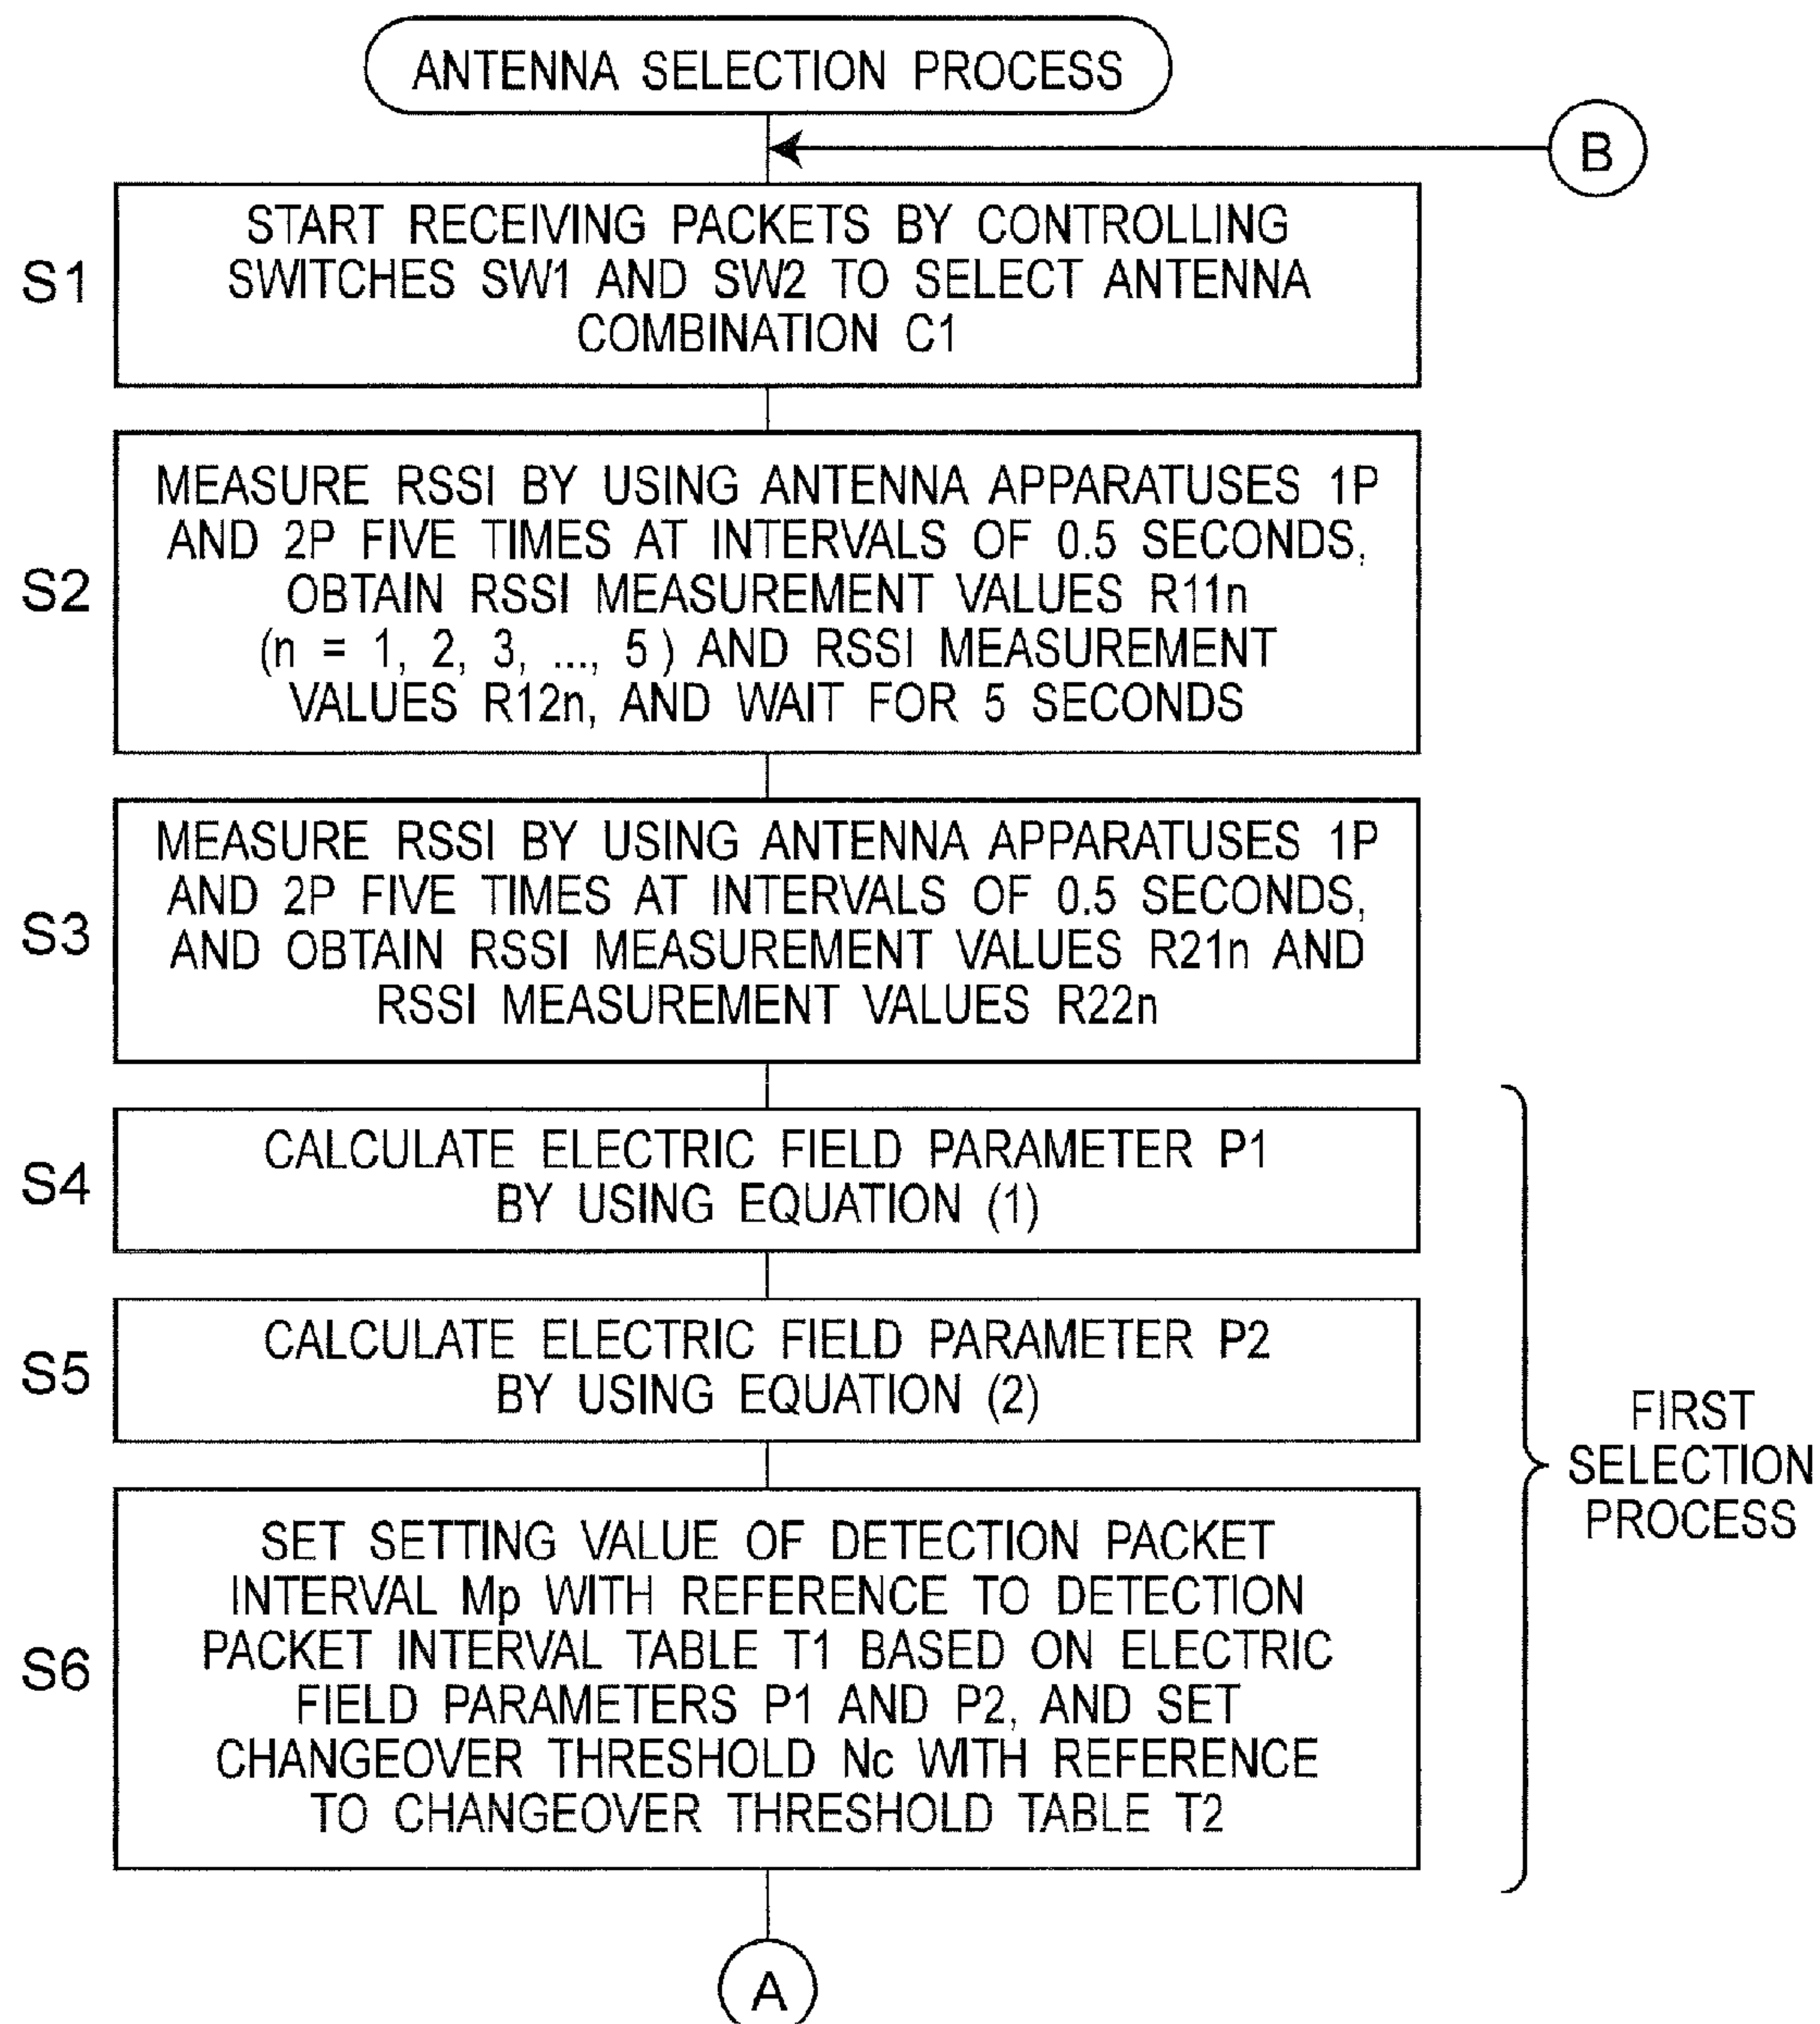 ANTENNA SELECTION PROCESS
B
S1
START RECEIVING PACKETS BY CONTROLLING
SWITCHES SW1 AND SW2 TO SELECT ANTENNA
COMBINATION C1
S2
MEASURE RSSI BY USING ANTENNA APPARATUSES 1P
AND 2P FIVE TIMES AT INTERVALS OF 0.5 SECONDS,
OBTAIN RSSI MEASUREMENT VALUES R11n
(n = 1, 2, 3, ..., 5 ) AND RSSI MEASUREMENT
VALUES R12n, AND WAIT FOR 5 SECONDS
S3
MEASURE RSSI BY USING ANTENNA APPARATUSES 1P
AND 2P FIVE TIMES AT INTERVALS OF 0.5 SECONDS,
AND OBTAIN RSSI MEASUREMENT VALUES R21n AND
RSSI MEASUREMENT VALUES R22n
S4
CALCULATE ELECTRIC FIELD PARAMETER P1
BY USING EQUATION (1)
S5
CALCULATE ELECTRIC FIELD PARAMETER P2
BY USING EQUATION (2)
S6
SET SETTING VALUE OF DETECTION PACKET
INTERVAL Mp WITH REFERENCE TO DETECTION
PACKET INTERVAL TABLE T1 BASED ON ELECTRIC
FIELD PARAMETERS P1 AND P2, AND SET
CHANGEOVER THRESHOLD Nc WITH REFERENCE
TO CHANGEOVER THRESHOLD TABLE T2
FIRST
SELECTION
PROCESS
A